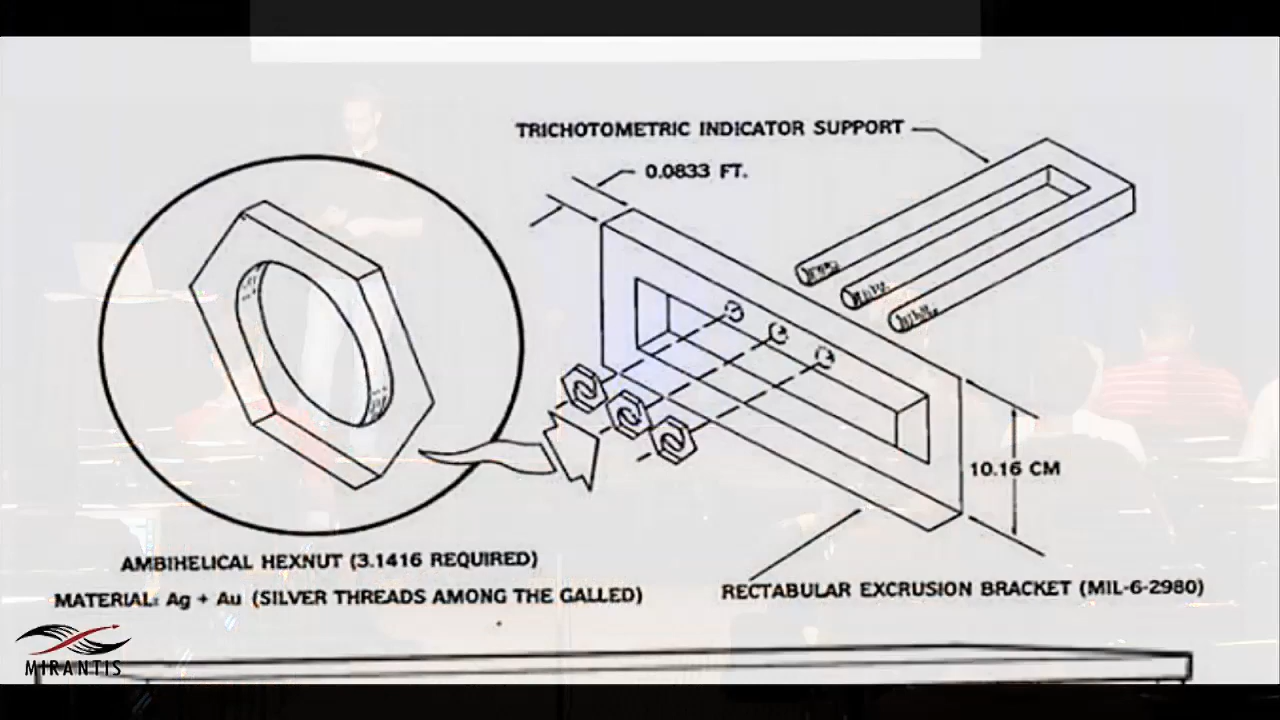 TRICHOTOMETRIC INDICATOR SUPPORT
0.0833 FT.
10.16 CM
AMBIHELICAL HEXNUT (3.1416 REQUIRED)
MATERIAL: Ag + Au (SILVER THREADS AMONG THE GALLED)
RECTABULAR EXCRUSION BRACKET (MIL-6-2980)
MIRANTIS